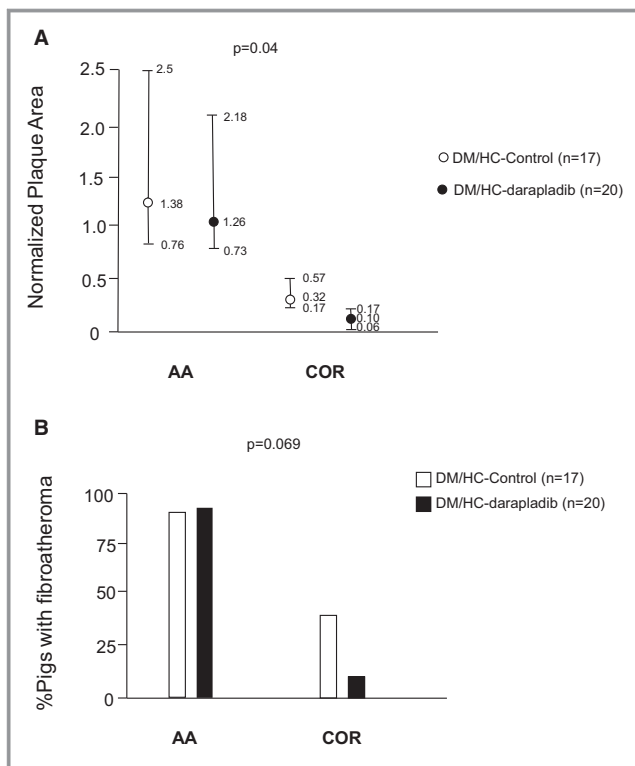 A
p=0.04
Normalized Plaque Area
2.5
2.0
1.5
1.0
0.5
0
2.5
1.38
0.76
2.18
1.26
0.73
0.57
0.32
0.17
0.17
0.10
0.06
DM/HC-Control (n=17)
DM/HC-darapladib (n=20)
AA COR
B
p=0.069
%Pigs with fibroatheroma
100
75
50
25
0
DM/HC-Control (n=17)
DM/HC-darapladib (n=20)
AA COR